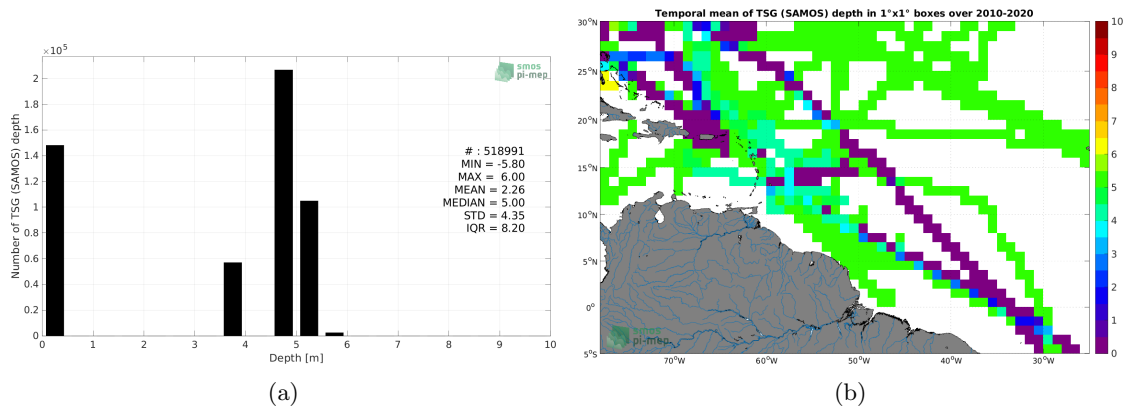 ×10⁵
2
1.8
1.6
1.4
1.2
1
0.8
0.6
0.4
0.2
0
Number of TSG (SAMOS) depth
0 1 2 3 4 5 6 7 8 9 10
Depth [m]
smos
pi-mep
# : 518991
MIN = -5.80
MAX = 6.00
MEAN = 2.26
MEDIAN = 5.00
STD = 4.35
IQR = 8.20
(a)
Temporal mean of TSG (SAMOS) depth in 1°x1° boxes over 2010-2020
30°N
25°N
20°N
15°N
10°N
5°N
0°
5°S
70°W 60°W 50°W 40°W 30°W
smos
pi-mep
10
9
8
7
6
5
4
3
2
1
0
(b)